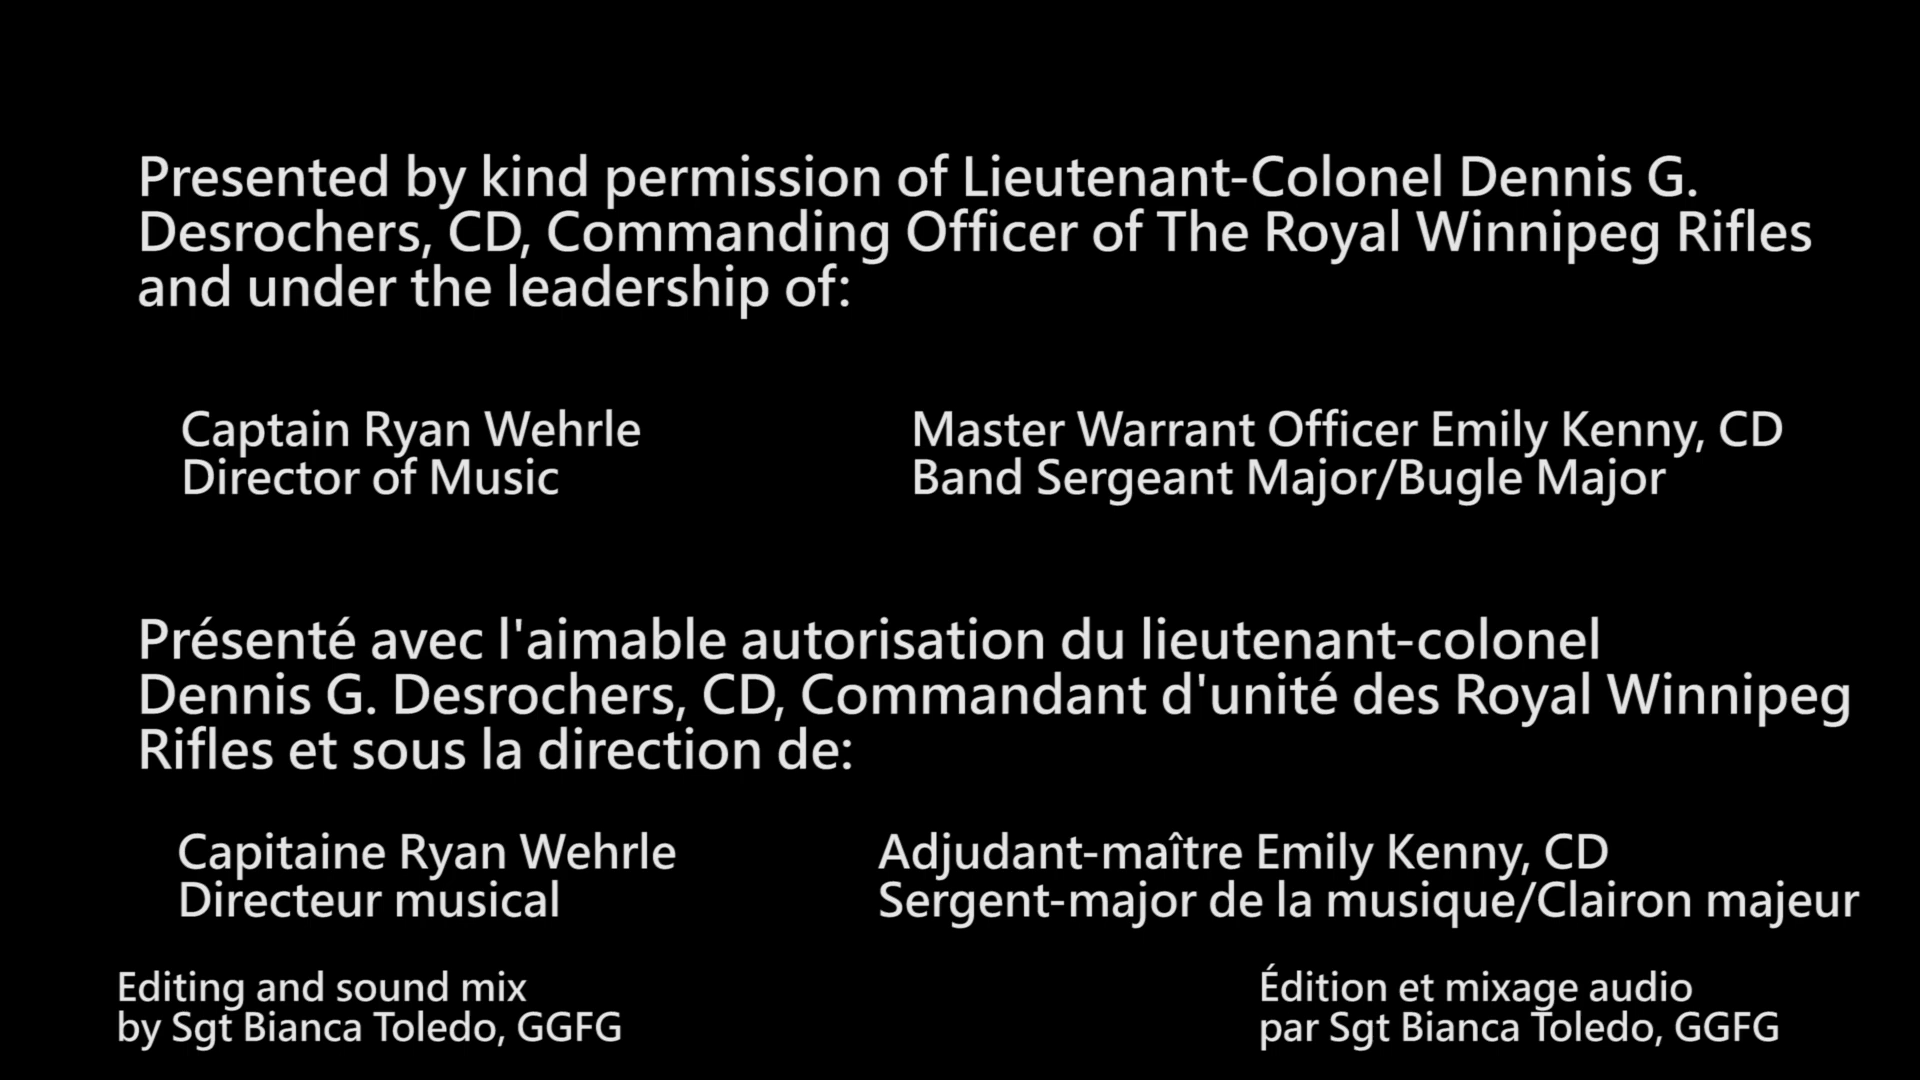 Presented by kind permission of Lieutenant-Colonel Dennis G.
Desrochers, CD, Commanding Officer of The Royal Winnipeg Rifles
and under the leadership of:
Captain Ryan Wehrle
Director of Music
Master Warrant Officer Emily Kenny, CD
Band Sergeant Major/Bugle Major
Présenté avec l'aimable autorisation du lieutenant-colonel
Dennis G. Desrochers, CD, Commandant d'unité des Royal Winnipeg
Rifles et sous la direction de:
Capitaine Ryan Wehrle
Directeur musical
Adjudant-maître Emily Kenny, CD
Sergent-major de la musique/Clairon majeur
Editing and sound mix
by Sgt Bianca Toledo, GGFG
Édition et mixage audio
par Sgt Bianca Toledo, GGFG